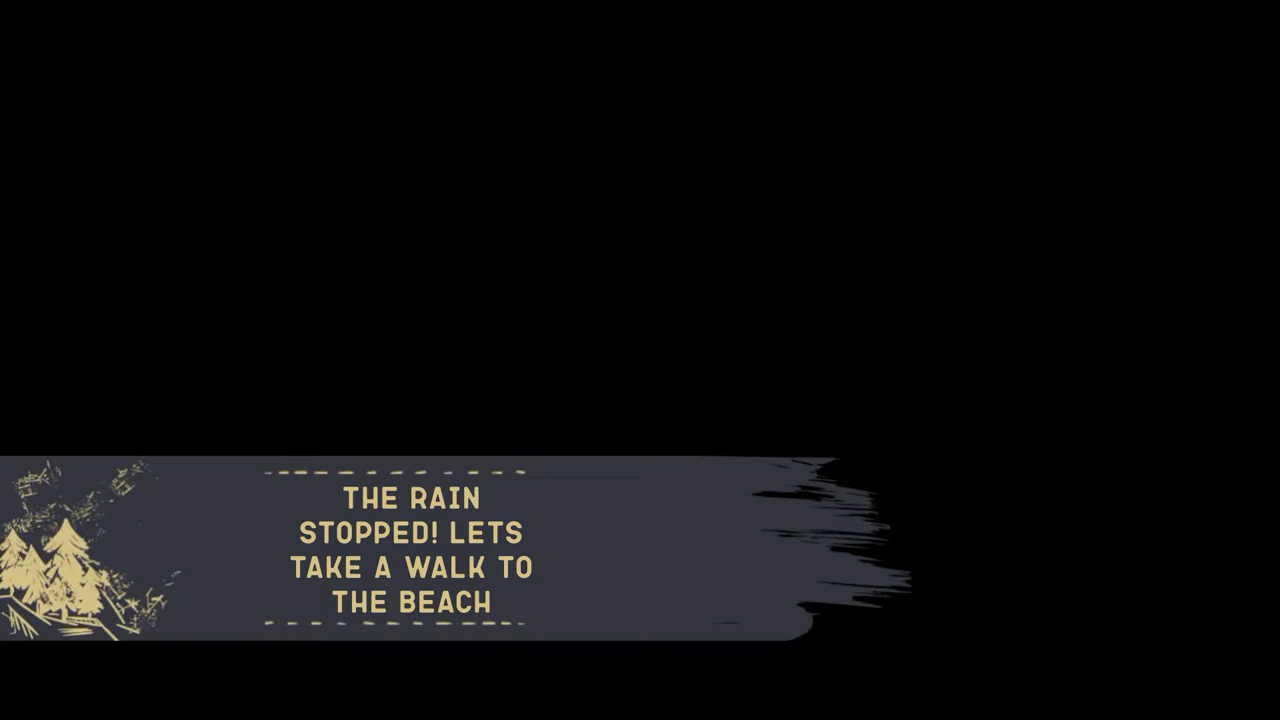 THE RAIN
STOPPED! LETS
TAKE A WALK TO
THE BEACH